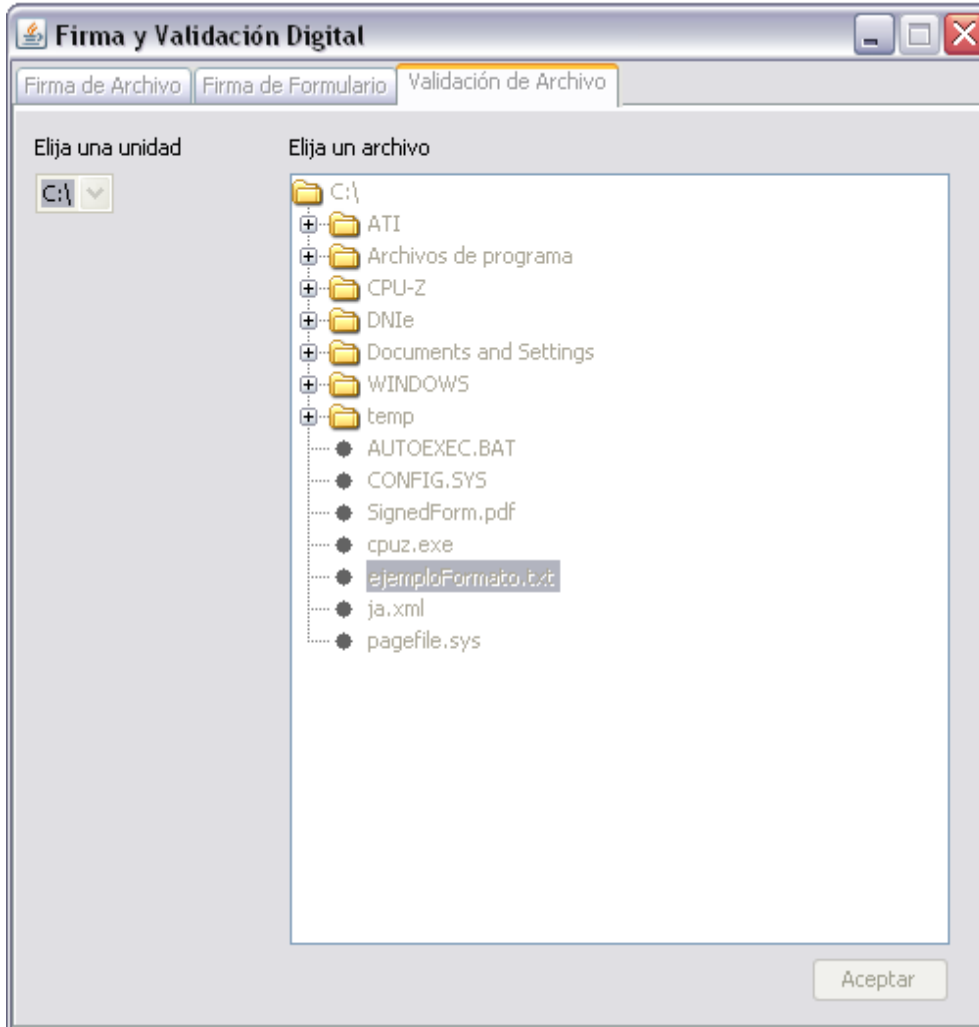 Firma y Validación Digital
Firma de Archivo Firma de Formulario Validación de Archivo
Elija una unidad Elija un archivo
C:\ C:\
ATI
Archivos de programa
CPU-Z
DNIe
Documents and Settings
WINDOWS
temp
AUTOEXEC.BAT
CONFIG.SYS
SignedForm.pdf
cpuz.exe
ejemploFormato.txt
ja.xml
pagefile.sys
Aceptar